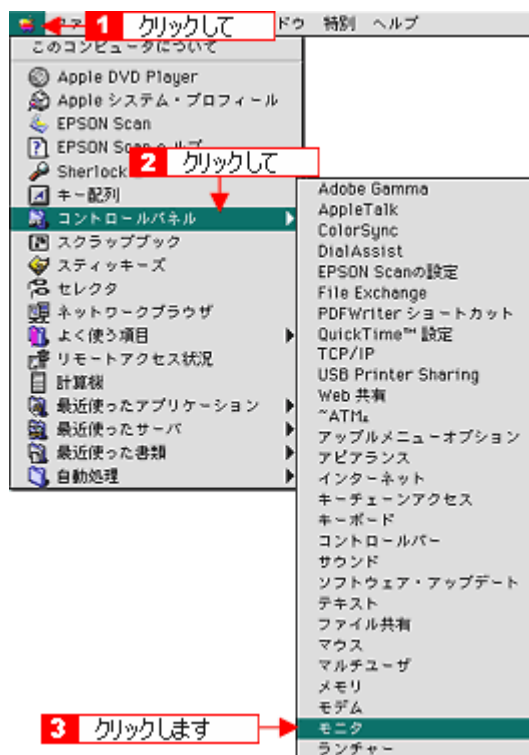 1 クリックして
ドウ 特別 ヘルプ
このコンピュータについて
Apple DVD Player
Apple システム・プロフィール
EPSON Scan
EPSON Scan ヘルプ
Sherlock
2 クリックして
キー配列
コントロールパネル
スクラップブック
スティッキーズ
セレクタ
ネットワークブラウザ
よく使う項目
リモートアクセス状況
計算機
最近使ったアプリケーション
最近使ったサーバ
最近使った書類
自動処理
Adobe Gamma
AppleTalk
ColorSync
DialAssist
EPSON Scanの設定
File Exchange
PDFWriter ショートカット
QuickTime™ 設定
TCP/IP
USB Printer Sharing
Web 共有
~ATM
アップルメニューオプション
アピアランス
インターネット
キーチェーンアクセス
キーボード
コントロールバー
サウンド
ソフトウェア・アップデート
テキスト
ファイル共有
マウス
マルチユーザ
メモリ
モデム
3 クリックします
モニタ
ランチャー